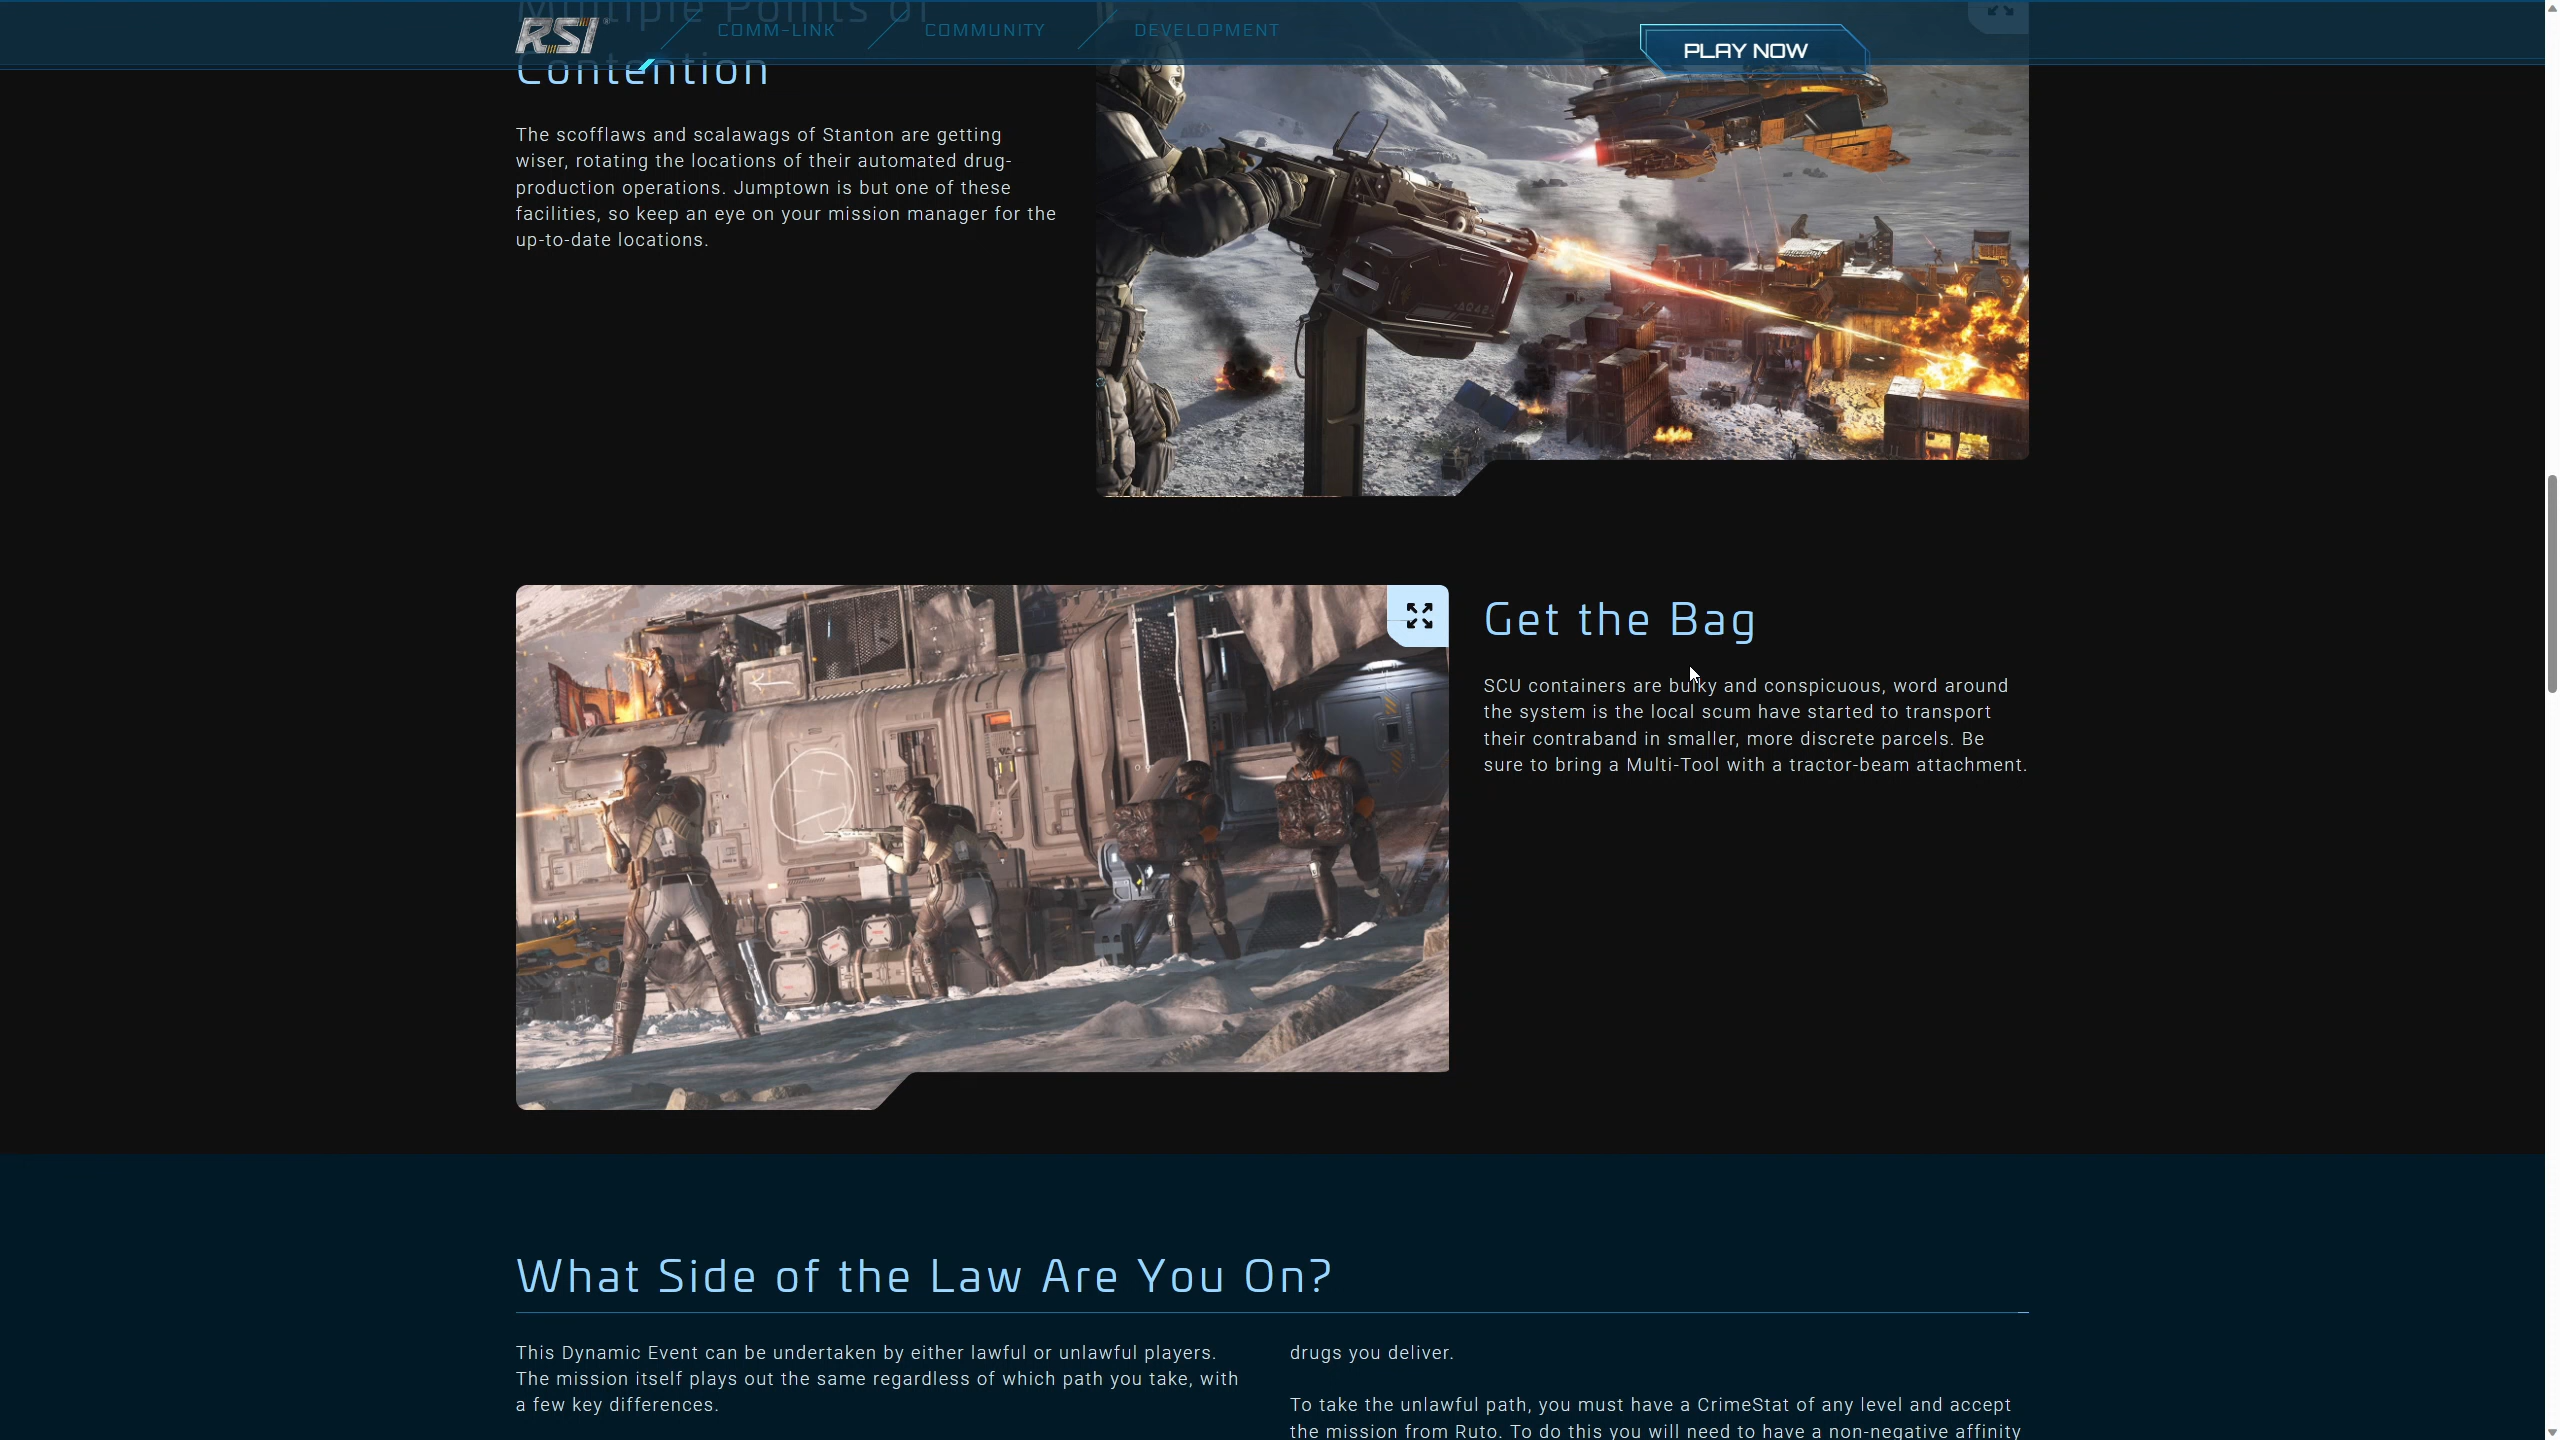 Multiple Points of
RSI
COMM-LINK
COMMUNITY
DEVELOPMENT
PLAY NOW
Contention
The scofflaws and scalawags of Stanton are getting
wiser, rotating the locations of their automated drug-
production operations. Jumptown is but one of these
facilities, so keep an eye on your mission manager for the
up-to-date locations.
Get the Bag
SCU containers are bulky and conspicuous, word around
the system is the local scum have started to transport
their contraband in smaller, more discrete parcels. Be
sure to bring a Multi-Tool with a tractor-beam attachment.
What Side of the Law Are You On?
This Dynamic Event can be undertaken by either lawful or unlawful players.
The mission itself plays out the same regardless of which path you take, with
a few key differences.
drugs you deliver.
To take the unlawful path, you must have a CrimeStat of any level and accept
the mission from Ruto. To do this you will need to have a non-negative affinity